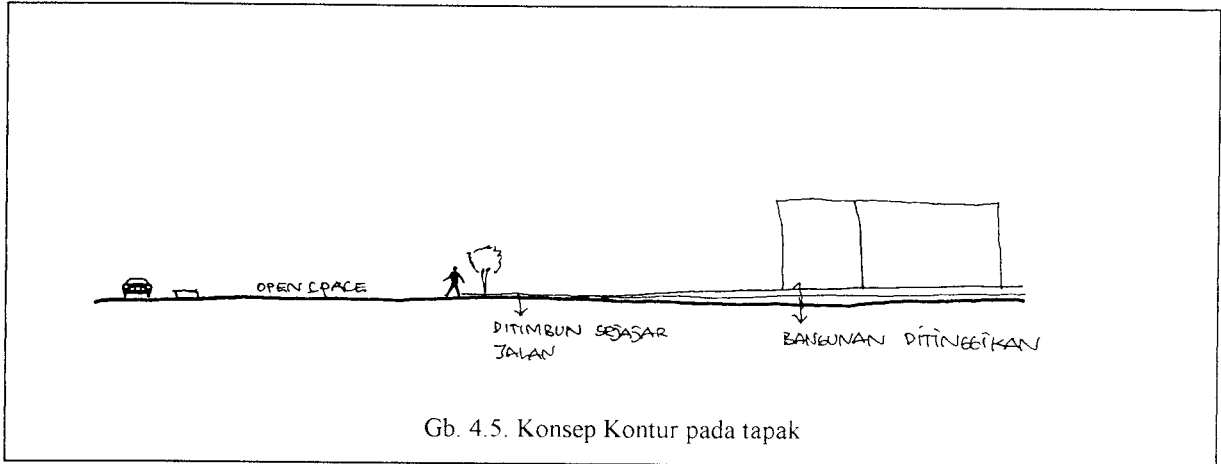 OPEN SPACE
DITIMBUN SEJAJAR
JALAN
BANGUNAN DITINGGIKAN
Gb. 4.5. Konsep Kontur pada tapak